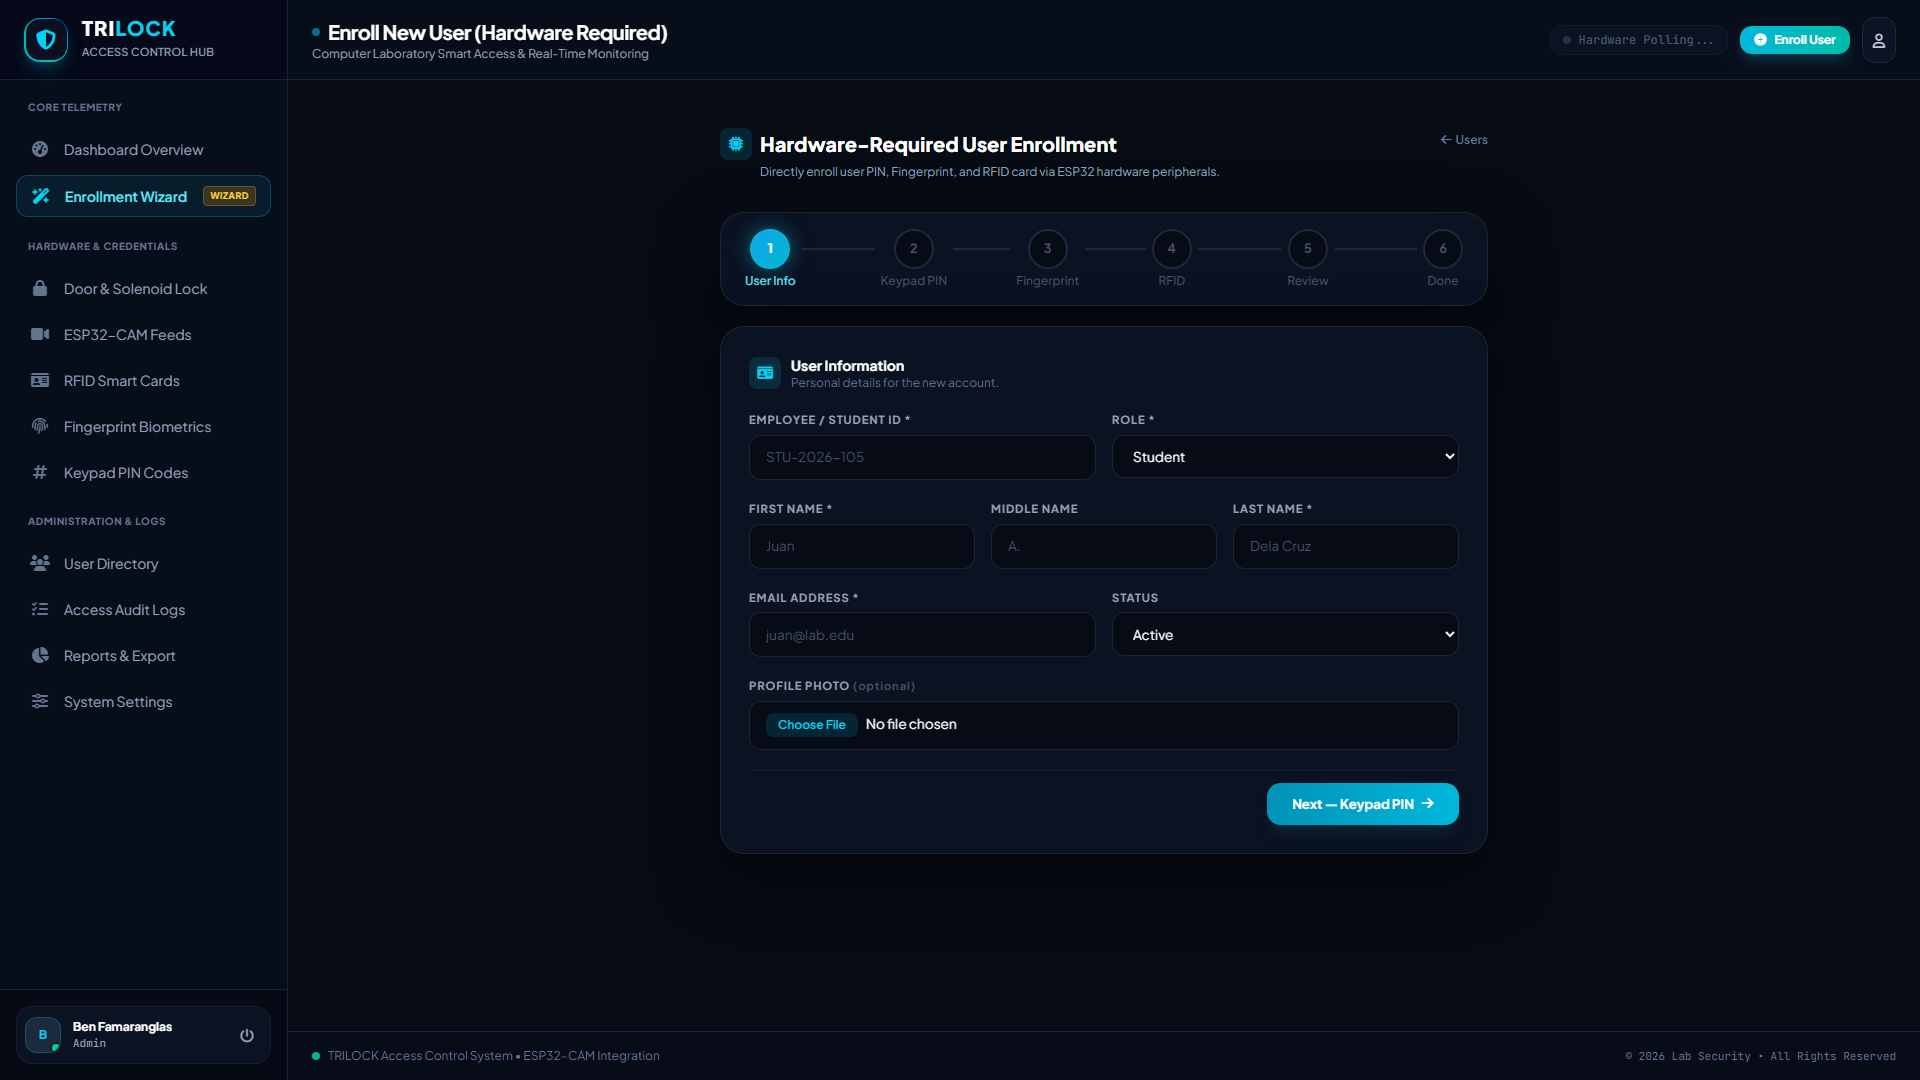 TRILOCK
ACCESS CONTROL HUB
CORE TELEMETRY
Dashboard Overview
Enrollment Wizard WIZARD
HARDWARE & CREDENTIALS
Door & Solenoid Lock
ESP32-CAM Feeds
RFID Smart Cards
Fingerprint Biometrics
Keypad PIN Codes
ADMINISTRATION & LOGS
User Directory
Access Audit Logs
Reports & Export
System Settings
B
Ben Famaranglas
Admin
Enroll New User (Hardware Required)
Computer Laboratory Smart Access & Real-Time Monitoring
Hardware Polling...
Enroll User
Hardware-Required User Enrollment
Directly enroll user PIN, Fingerprint, and RFID card via ESP32 hardware peripherals.
← Users
1 2 3 4 5 6
User Info Keypad PIN Fingerprint RFID Review Done
User Information
Personal details for the new account.
EMPLOYEE / STUDENT ID * ROLE *
STU-2026-105 Student
FIRST NAME * MIDDLE NAME LAST NAME *
Juan A. Dela Cruz
EMAIL ADDRESS * STATUS
juan@lab.edu Active
PROFILE PHOTO (optional)
Choose File No file chosen
Next — Keypad PIN →
TRILOCK Access Control System • ESP32-CAM Integration
© 2026 Lab Security • All Rights Reserved